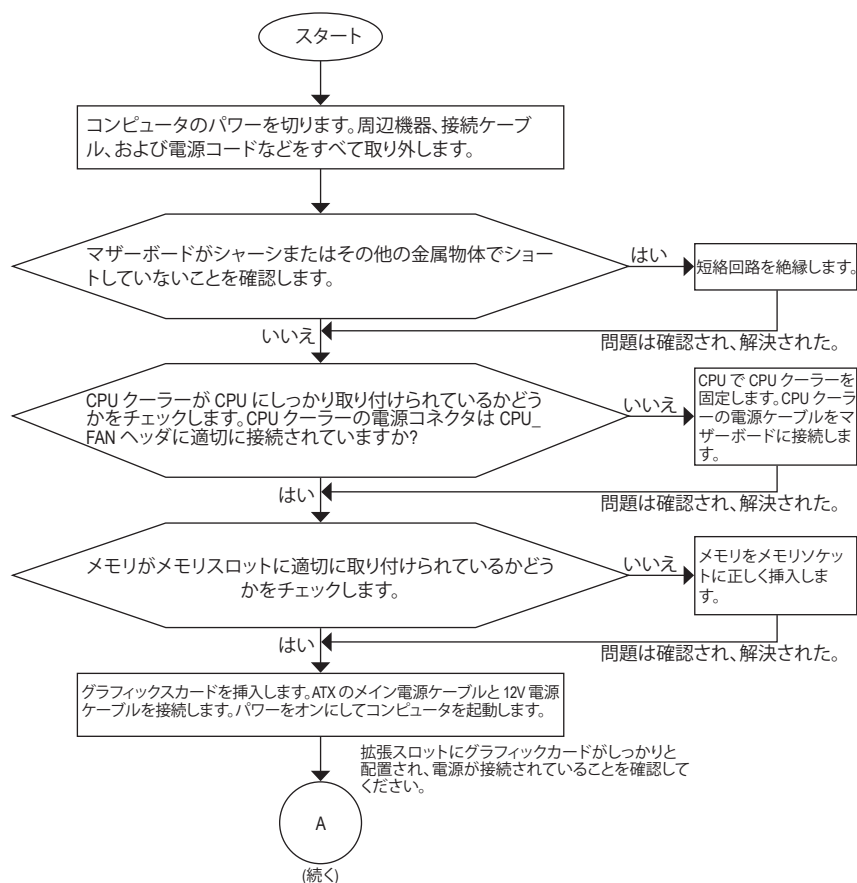 スタート
コンピュータのパワーを切ります。周辺機器、接続ケーブ
ル、および電源コードなどをすべて取り外します。
マザーボードがシャーシまたはその他の金属物体でショー
トしていないことを確認します。
はい
短絡回路を絶縁します。
いいえ
問題は確認され、解決された。
CPU クーラーが CPU にしっかり取り付けられているかどう
かをチェックします。CPU クーラーの電源コネクタは CPU_
FAN ヘッダに適切に接続されていますか?
いいえ
CPU で CPU クーラーを
固定します。CPU クーラ
ーの電源ケーブルをマ
ザーボードに接続しま
す。
はい
問題は確認され、解決された。
メモリがメモリスロットに適切に取り付けられているかどう
かをチェックします。
いいえ
メモリをメモリソケッ
トに正しく挿入しま
す。
はい
問題は確認され、解決された。
グラフィックスカードを挿入します。ATX のメイン電源ケーブルと 12V 電源
ケーブルを接続します。パワーをオンにしてコンピュータを起動します。
拡張スロットにグラフィックカードがしっかりと
配置され、電源が接続されていることを確認して
ください。
A
(続く)